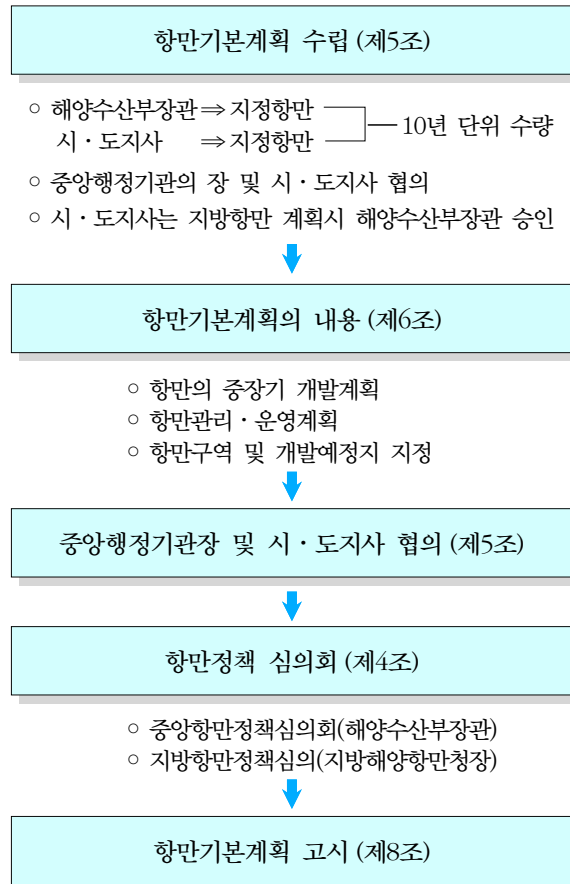 항만기본계획 수립 (제5조)
○ 해양수산부장관 ⇒ 지정항만
시·도지사 ⇒ 지정항만
10년 단위 수량
○ 중앙행정기관의 장 및 시·도지사 협의
○ 시·도지사는 지방항만 계획시 해양수산부장관 승인
항만기본계획의 내용 (제6조)
○ 항만의 중장기 개발계획
○ 항만관리·운영계획
○ 항만구역 및 개발예정지 지정
중앙행정기관장 및 시·도지사 협의 (제5조)
항만정책 심의회 (제4조)
○ 중앙항만정책심의회(해양수산부장관)
○ 지방항만정책심의(지방해양항만청장)
항만기본계획 고시 (제8조)